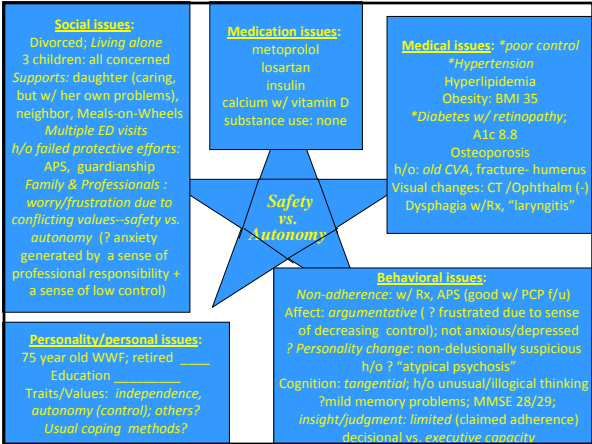 Social issues:
Divorced; Living alone
3 children: all concerned
Supports: daughter (caring,
but w/ her own problems),
neighbor, Meals-on-Wheels
Multiple ED visits
h/o failed protective efforts:
APS, guardianship
Family & Professionals :
worry/frustration due to
conflicting values--safety vs.
autonomy (? anxiety
generated by a sense of
professional responsibility +
a sense of low control)
Medication issues:
metoprolol
losartan
insulin
calcium w/ vitamin D
substance use: none
Medical issues: *poor control
*Hypertension
Hyperlipidemia
Obesity: BMI 35
*Diabetes w/ retinopathy;
A1c 8.8
Osteoporosis
h/o: old CVA, fracture- humerus
Visual changes: CT /Ophthalm (-)
Dysphagia w/Rx, "laryngitis"
Safety
vs.
Autonomy
Personality/personal issues:
75 year old WWF; retired ____
Education _________
Traits/Values: independence,
autonomy (control); others?
Usual coping methods?
Behavioral issues:
Non-adherence: w/ Rx, APS (good w/ PCP f/u)
Affect: argumentative ( ? frustrated due to sense
of decreasing control); not anxious/depressed
? Personality change: non-delusionally suspicious
h/o ? "atypical psychosis"
Cognition: tangential; h/o unusual/illogical thinking
?mild memory problems; MMSE 28/29;
insight/judgment: limited (claimed adherence)
decisional vs. executive capacity